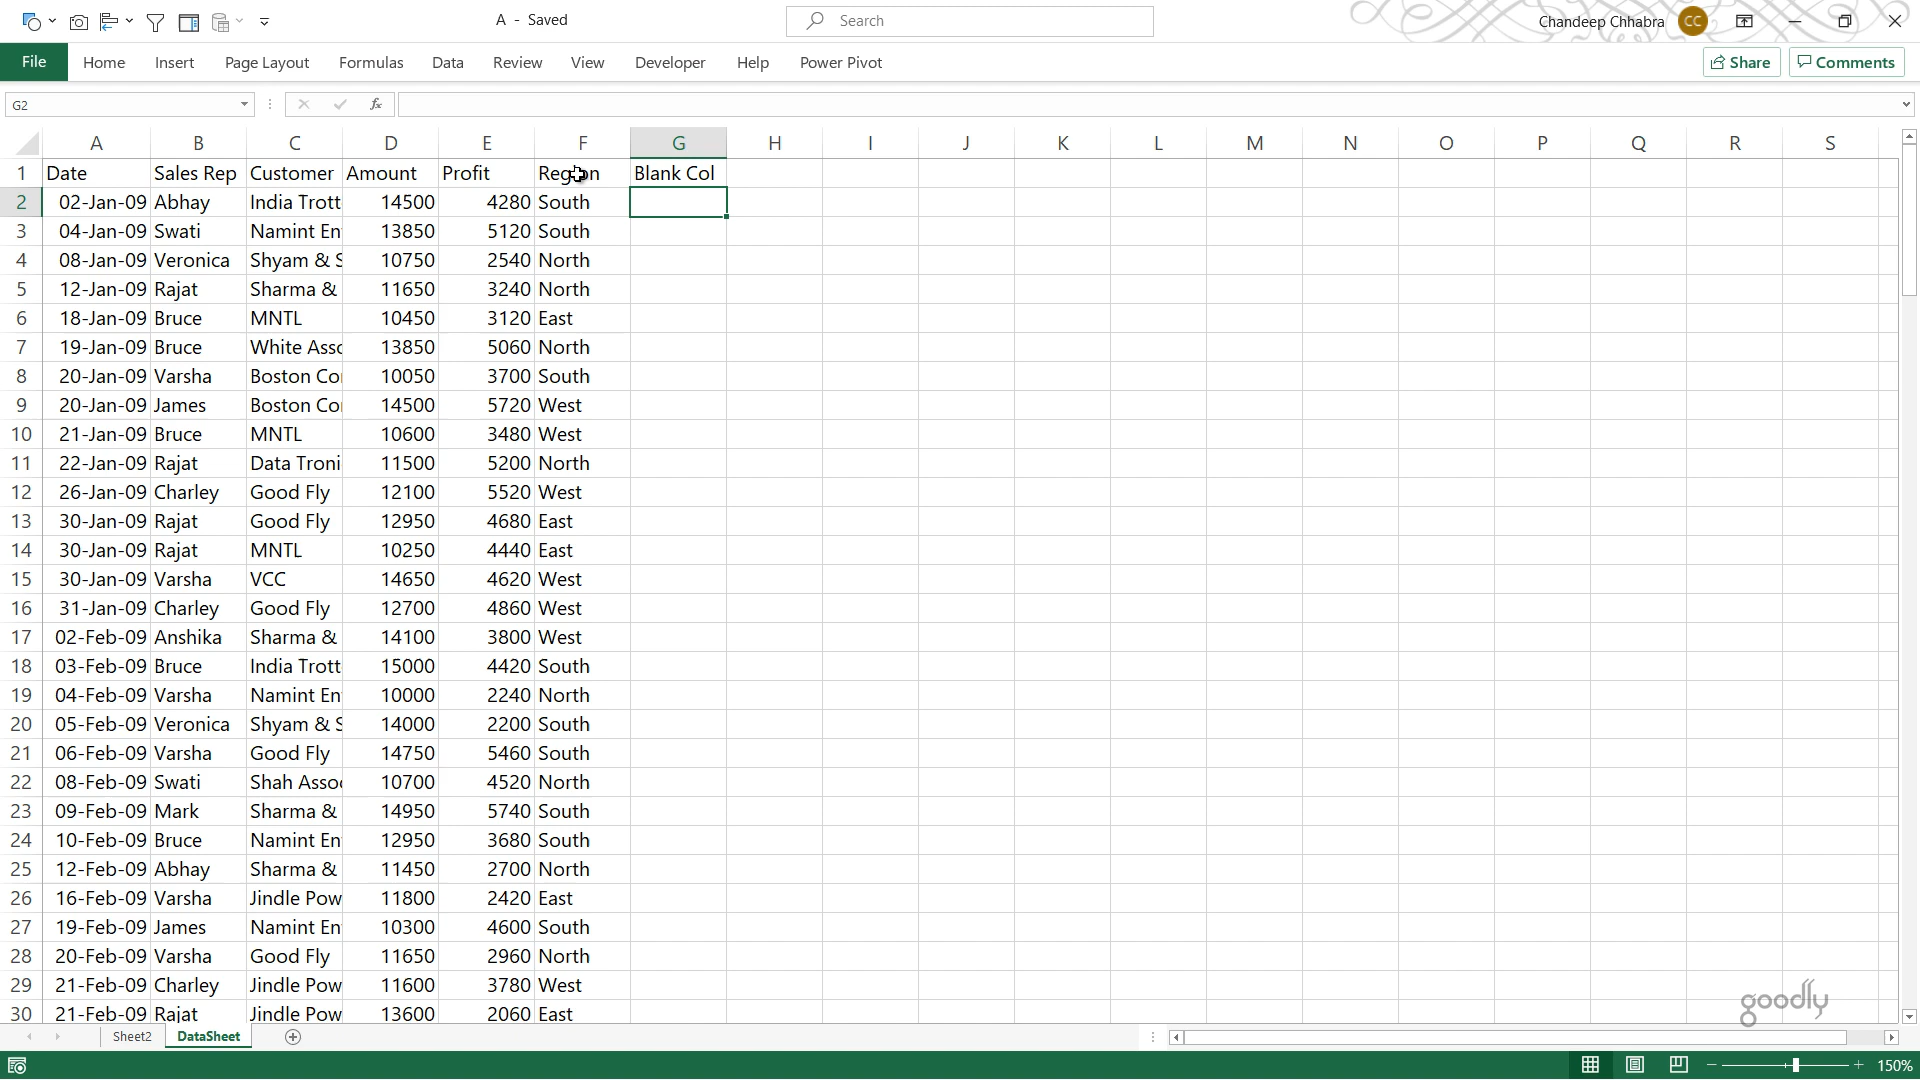 A - Saved
Search
Chandeep Chhabra
CC
File Home Insert Page Layout Formulas Data Review View Developer Help Power Pivot
Share
Comments
G2
fx
A B C D E F G H I J K L M N O P Q R S
1 Date Sales Rep Customer Amount Profit Region Blank Col
2 02-Jan-09 Abhay India Trott 14500 4280 South
3 04-Jan-09 Swati Namint En 13850 5120 South
4 08-Jan-09 Veronica Shyam & S 10750 2540 North
5 12-Jan-09 Rajat Sharma & 11650 3240 North
6 18-Jan-09 Bruce MNTL 10450 3120 East
7 19-Jan-09 Bruce White Asso 13850 5060 North
8 20-Jan-09 Varsha Boston Co 10050 3700 South
9 20-Jan-09 James Boston Co 14500 5720 West
10 21-Jan-09 Bruce MNTL 10600 3480 West
11 22-Jan-09 Rajat Data Troni 11500 5200 North
12 26-Jan-09 Charley Good Fly 12100 5520 West
13 30-Jan-09 Rajat Good Fly 12950 4680 East
14 30-Jan-09 Rajat MNTL 10250 4440 East
15 30-Jan-09 Varsha VCC 14650 4620 West
16 31-Jan-09 Charley Good Fly 12700 4860 West
17 02-Feb-09 Anshika Sharma & 14100 3800 West
18 03-Feb-09 Bruce India Trott 15000 4420 South
19 04-Feb-09 Varsha Namint En 10000 2240 North
20 05-Feb-09 Veronica Shyam & S 14000 2200 South
21 06-Feb-09 Varsha Good Fly 14750 5460 South
22 08-Feb-09 Swati Shah Asso 10700 4520 North
23 09-Feb-09 Mark Sharma & 14950 5740 South
24 10-Feb-09 Bruce Namint En 12950 3680 South
25 12-Feb-09 Abhay Sharma & 11450 2700 North
26 16-Feb-09 Varsha Jindle Pow 11800 2420 East
27 19-Feb-09 James Namint En 10300 4600 South
28 20-Feb-09 Varsha Good Fly 11650 2960 North
29 21-Feb-09 Charley Jindle Pow 11600 3780 West
30 21-Feb-09 Rajat Jindle Pow 13600 2060 East
goodly
Sheet2 DataSheet
150%